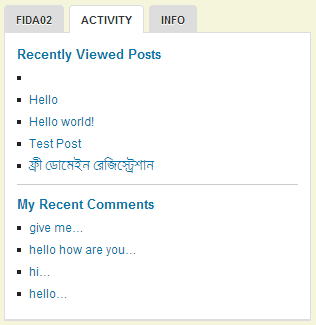 FIDA02 ACTIVITY INFO
Recently Viewed Posts
Hello
Hello world!
Test Post
ফ্রী ডোমেইন রেজিস্ট্রেশান
My Recent Comments
give me...
hello how are you...
hi...
hello...